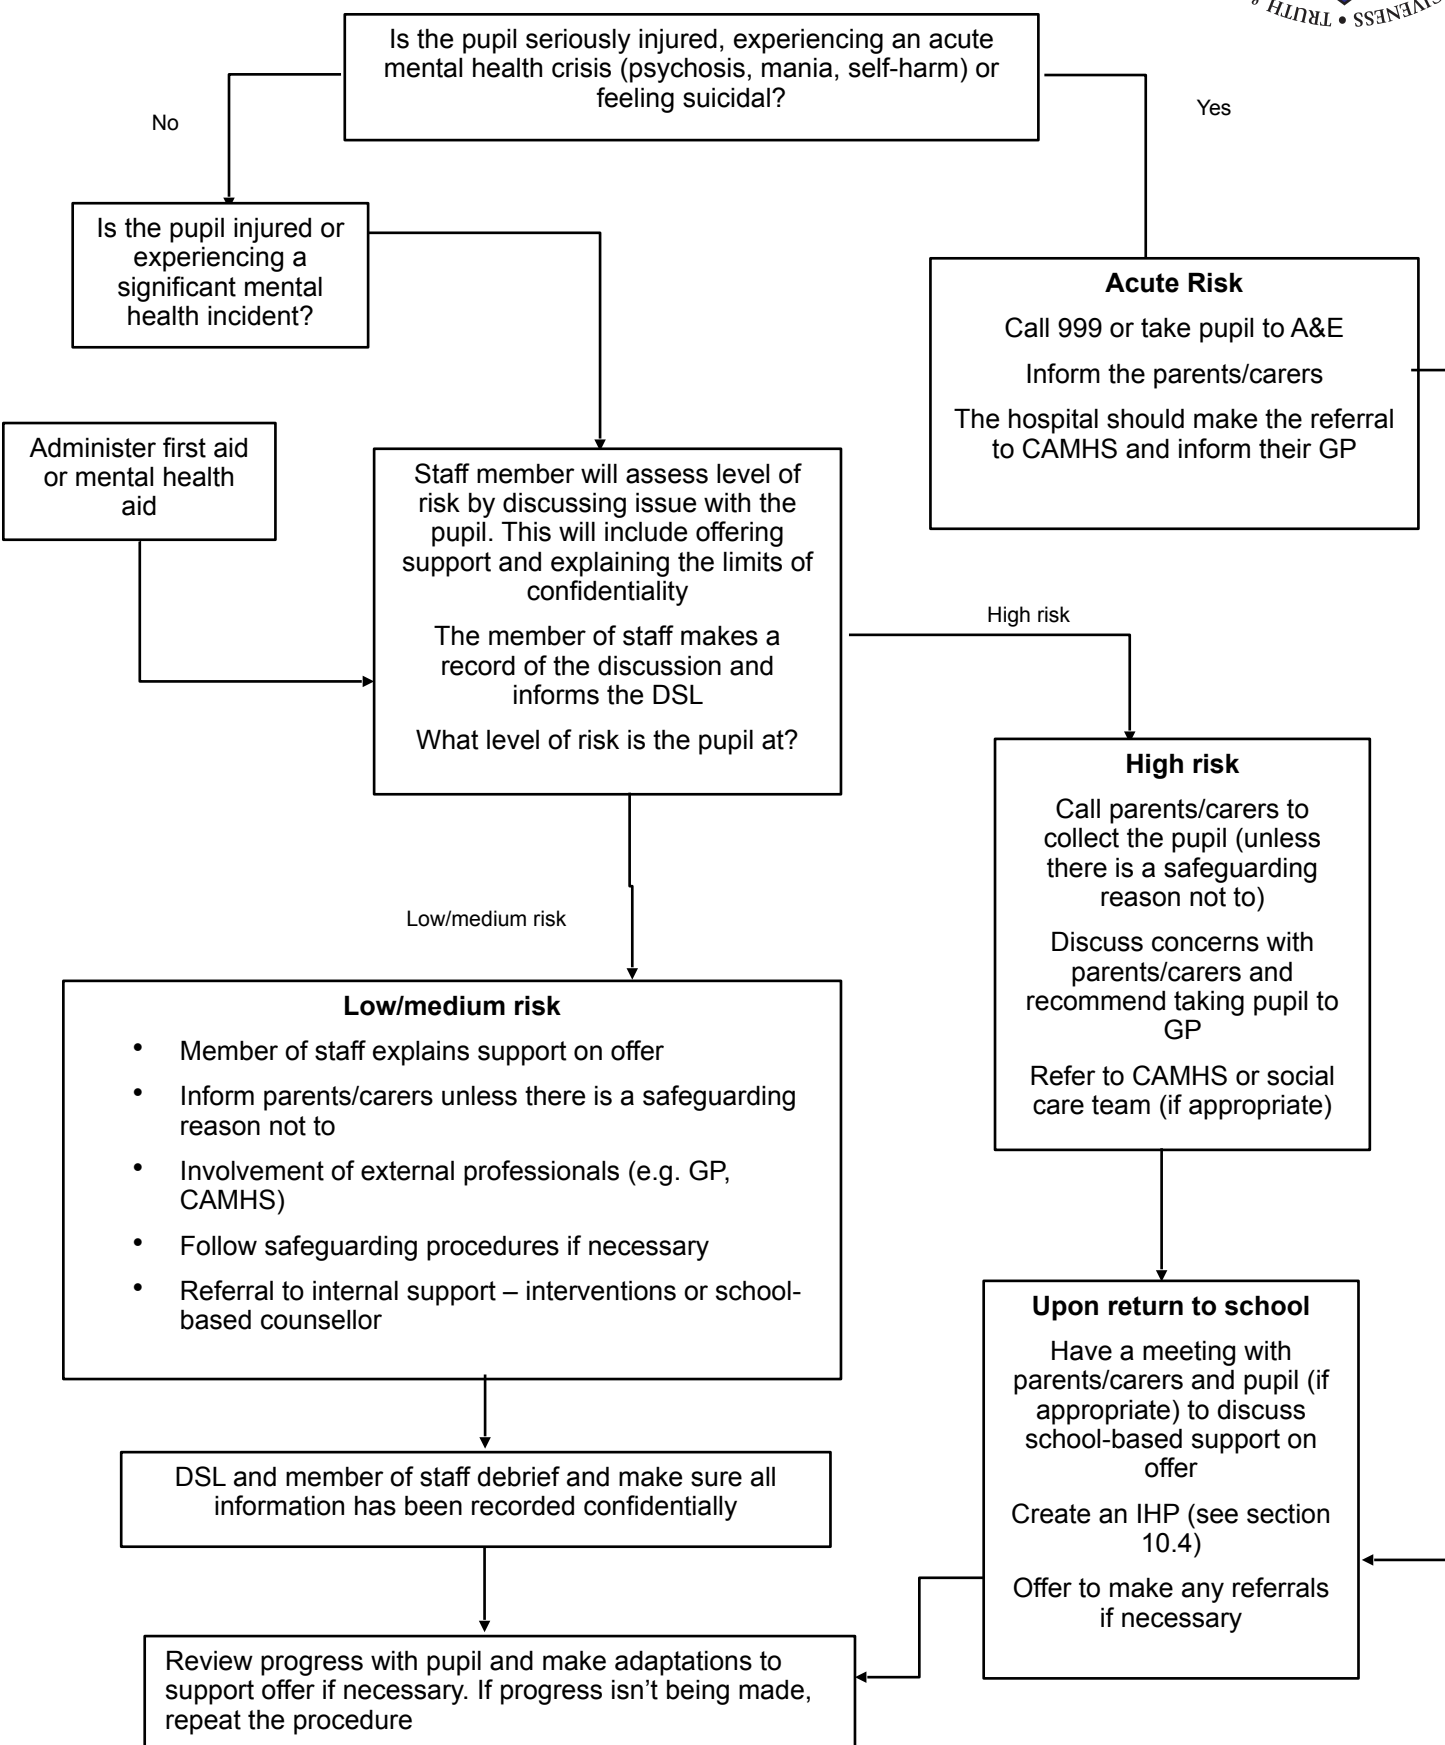 GIVENESS • TRUTH &
Is the pupil seriously injured, experiencing an acute
mental health crisis (psychosis, mania, self-harm) or
feeling suicidal?
No
Yes
Is the pupil injured or
experiencing a
significant mental
health incident?
Acute Risk
Call 999 or take pupil to A&E
Inform the parents/carers
The hospital should make the referral
to CAMHS and inform their GP
Administer first aid
or mental health
aid
Staff member will assess level of
risk by discussing issue with the
pupil. This will include offering
support and explaining the limits of
confidentiality
The member of staff makes a
record of the discussion and
informs the DSL
What level of risk is the pupil at?
High risk
High risk
Call parents/carers to
collect the pupil (unless
there is a safeguarding
reason not to)
Discuss concerns with
parents/carers and
recommend taking pupil to
GP
Refer to CAMHS or social
care team (if appropriate)
Low/medium risk
Low/medium risk
• Member of staff explains support on offer
• Inform parents/carers unless there is a safeguarding
reason not to
• Involvement of external professionals (e.g. GP,
CAMHS)
• Follow safeguarding procedures if necessary
• Referral to internal support – interventions or school-
based counsellor
Upon return to school
Have a meeting with
parents/carers and pupil (if
appropriate) to discuss
school-based support on
offer
Create an IHP (see section
10.4)
Offer to make any referrals
if necessary
DSL and member of staff debrief and make sure all
information has been recorded confidentially
Review progress with pupil and make adaptations to
support offer if necessary. If progress isn’t being made,
repeat the procedure